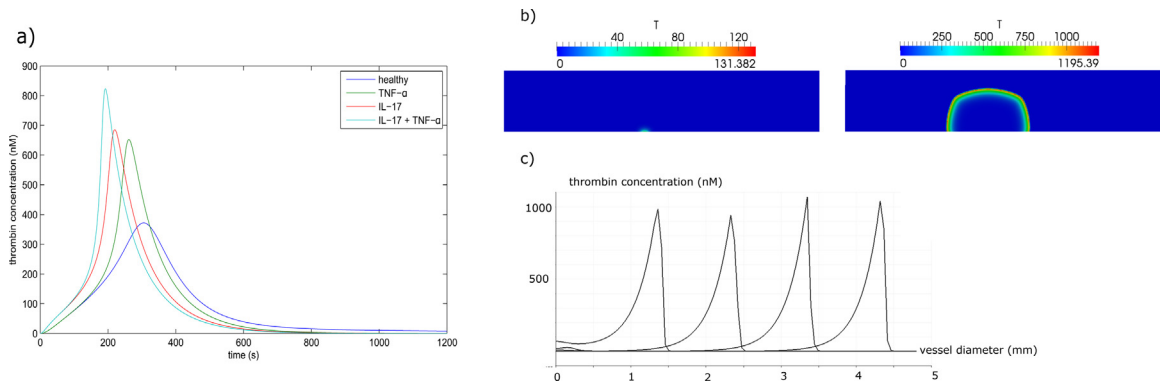 a)
900
800
700
600
500
400
300
200
100
0
0 200 400 600 800 1000 1200
thrombin concentration (nM)
time (s)
healthy
TNF-α
IL-17
IL-17 + TNF-α
b)
T
40 80 120
0 131.382
T
250 500 750 1000
0 1195.39
c)
thrombin concentration (nM)
1000
500
vessel diameter (mm)
0 1 2 3 4 5